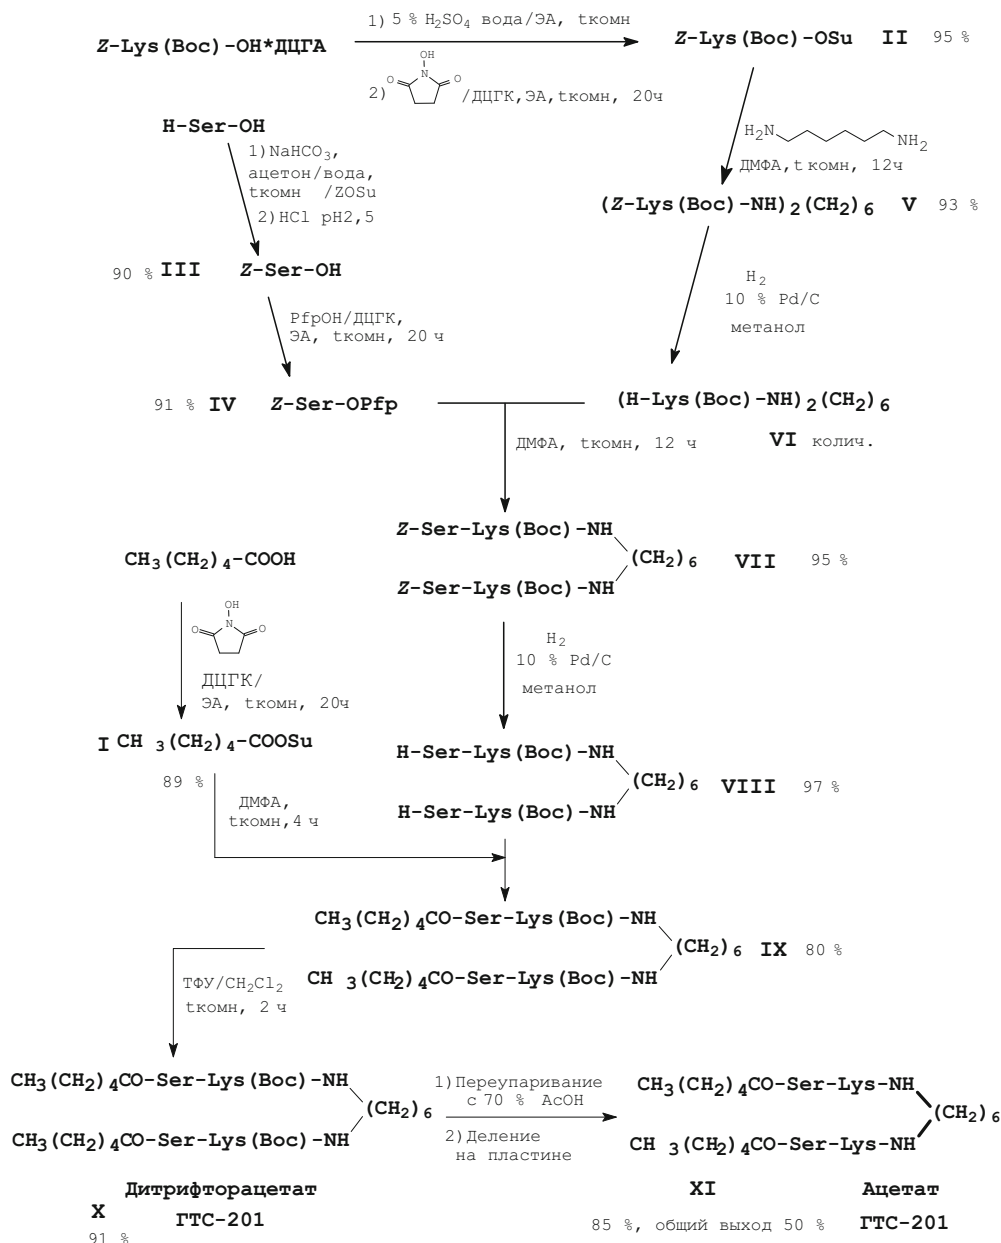 1) 5 % H2SO4 вода/ЭА, tкомн
Z-Lys(Boc)-OH*ДЦГА
Z-Lys(Boc)-OSu II 95 %
OH
N
O O
2) /ДЦГК,ЭА,tкомн, 20ч
H-Ser-OH
1)NaHCO3,
ацетон/вода,
tкомн /ZOSu
2)HCl pH2,5
H2N NH2
ДМФА,t комн, 12ч
(Z-Lys(Boc)-NH)2(CH2)6 V 93 %
90 % III Z-Ser-OH
H2
10 % Pd/C
метанол
PfpOH/ДЦГК,
ЭА, tкомн, 20 ч
91 % IV Z-Ser-OPfp
(H-Lys(Boc)-NH)2(CH2)6
VI колич.
ДМФА, tкомн, 12 ч
Z-Ser-Lys(Boc)-NH
(CH2)6 VII 95 %
Z-Ser-Lys(Boc)-NH
CH3(CH2)4-COOH
OH
N
O O
ДЦГК/
ЭА, tкомн, 20ч
H2
10 % Pd/C
метанол
I CH 3(CH2)4-COOSu
89 %
H-Ser-Lys(Boc)-NH
(CH2)6 VIII 97 %
H-Ser-Lys(Boc)-NH
ДМФА,
tкомн,4 ч
CH3(CH2)4CO-Ser-Lys(Boc)-NH
(CH2)6 IX 80 %
CH 3(CH2)4CO-Ser-Lys(Boc)-NH
ТФУ/CH2Cl2
tкомн, 2 ч
CH3(CH2)4CO-Ser-Lys(Boc)-NH
(CH2)6
CH3(CH2)4CO-Ser-Lys(Boc)-NH
1)Переупаривание
с 70 % AcOH
2)Деление
на пластине
CH3(CH2)4CO-Ser-Lys-NH
(CH2)6
CH 3(CH2)4CO-Ser-Lys-NH
Дитрифторацетат
X ГТС-201
91 %
XI Ацетат
85 %, общий выход 50 % ГТС-201